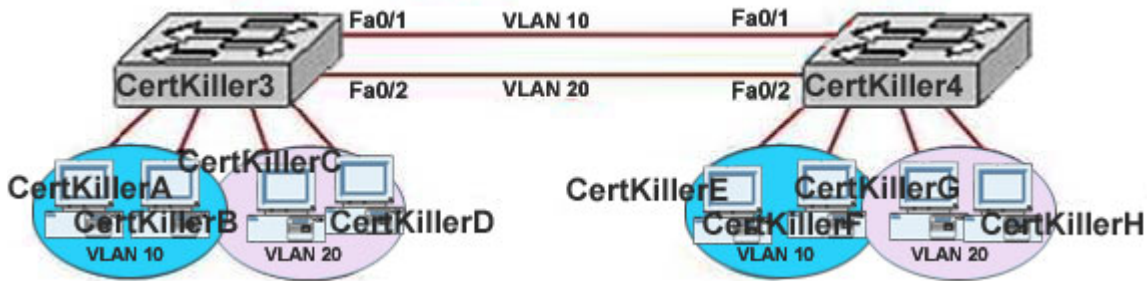 Fa0/1 VLAN 10 Fa0/1
CertKiller3 CertKiller4
Fa0/2 VLAN 20 Fa0/2
CertKillerC
CertKillerA CertKillerE CertKillerG
CertKillerB CertKillerD CertKillerF CertKillerH
VLAN 10 VLAN 20 VLAN 10 VLAN 20